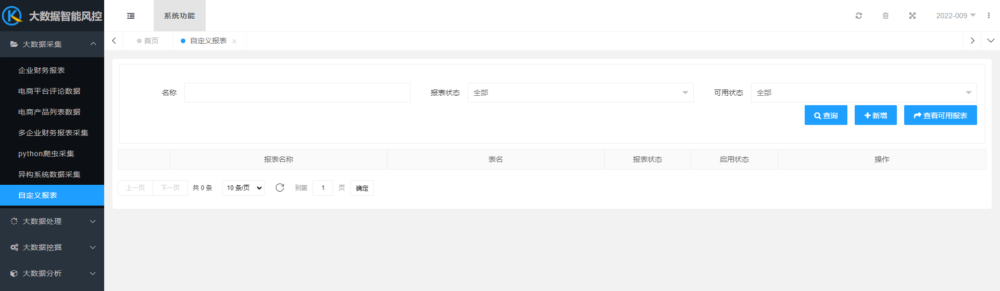 大数据智能风控
系统功能
2022-009
大数据采集
首页
自定义报表
企业财务报表
电商平台评论数据
电商产品列表数据
多企业财务报表采集
python爬虫采集
异构系统数据采集
自定义报表
大数据处理
大数据挖掘
大数据分析
名称
报表状态 全部
可用状态 全部
查询 新增 查看可用报表
报表名称 表名 报表状态 启用状态 操作
上一页 下一页 共 0 条 10 条/页 到第 1 页 确定